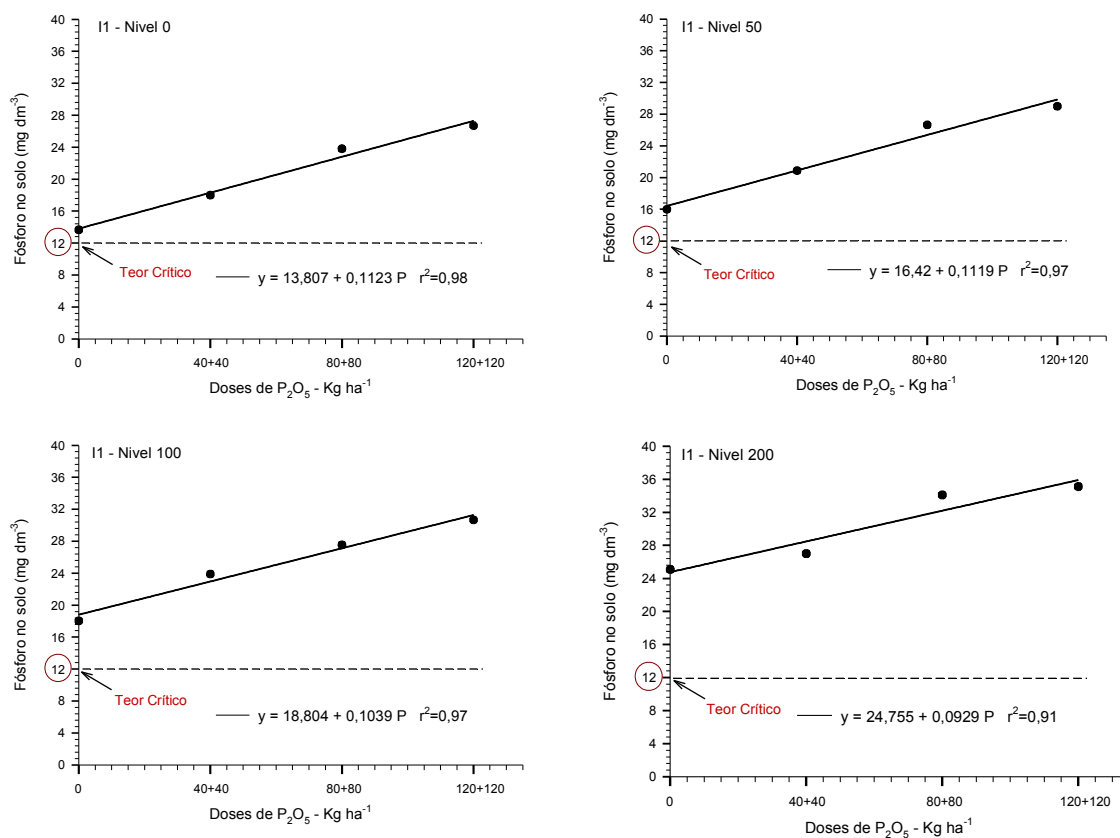 I1 - Nivel 0
Fósforo no solo (mg dm⁻³)
40
36
32
28
24
20
16
12
8
4
0
Teor Crítico
y = 13,807 + 0,1123 P r²=0,98
0 40+40 80+80 120+120
Doses de P₂O₅ - Kg ha⁻¹
I1 - Nivel 50
Fósforo no solo (mg dm⁻³)
40
36
32
28
24
20
16
12
8
4
0
Teor Crítico
y = 16,42 + 0,1119 P r²=0,97
0 40+40 80+80 120+120
Doses de P₂O₅ - Kg ha⁻¹
I1 - Nivel 100
Fósforo no solo (mg dm⁻³)
40
36
32
28
24
20
16
12
8
4
0
Teor Crítico
y = 18,804 + 0,1039 P r²=0,97
0 40+40 80+80 120+120
Doses de P₂O₅ - Kg ha⁻¹
I1 - Nivel 200
Fósforo no solo (mg dm⁻³)
40
36
32
28
24
20
16
12
8
4
0
Teor Crítico
y = 24,755 + 0,0929 P r²=0,91
0 40+40 80+80 120+120
Doses de P₂O₅ - Kg ha⁻¹